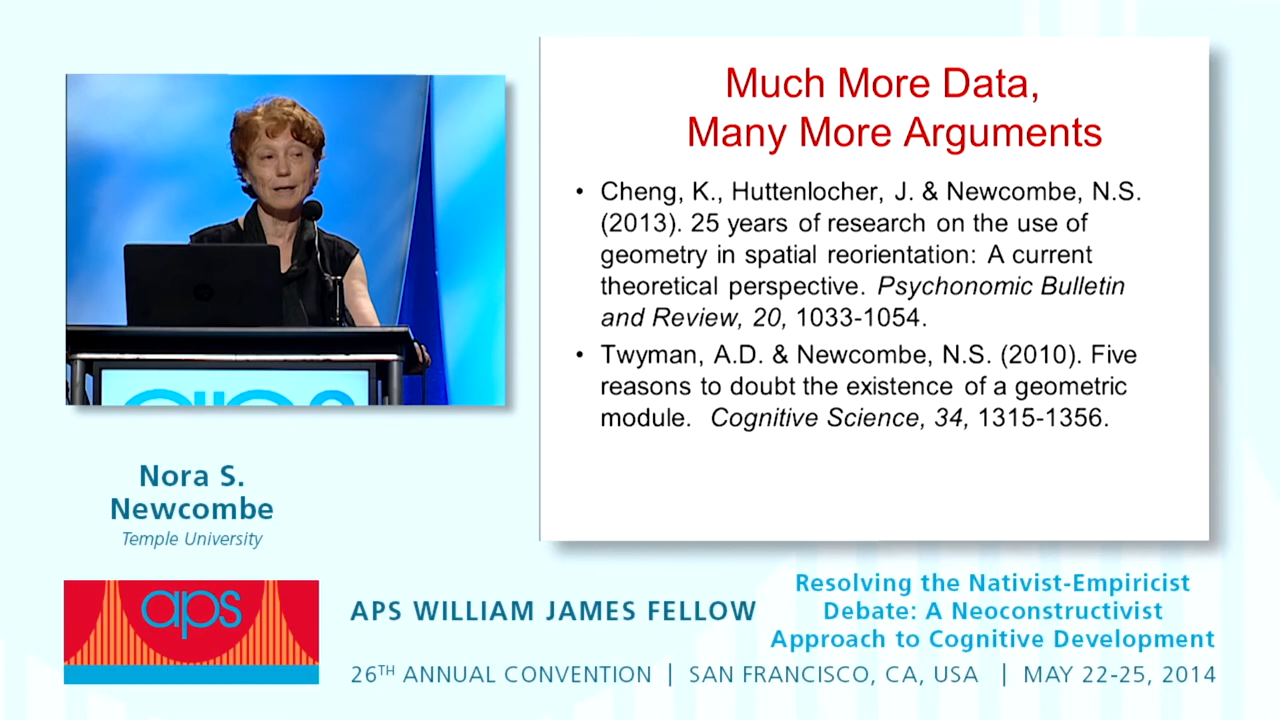 Much More Data,
Many More Arguments
• Cheng, K., Huttenlocher, J. & Newcombe, N.S.
(2013). 25 years of research on the use of
geometry in spatial reorientation: A current
theoretical perspective. Psychonomic Bulletin
and Review, 20, 1033-1054.
• Twyman, A.D. & Newcombe, N.S. (2010). Five
reasons to doubt the existence of a geometric
module. Cognitive Science, 34, 1315-1356.
Nora S.
Newcombe
Temple University
aps
APS WILLIAM JAMES FELLOW
Resolving the Nativist-Empiricist
Debate: A Neoconstructivist
Approach to Cognitive Development
26TH ANNUAL CONVENTION | SAN FRANCISCO, CA, USA | MAY 22-25, 2014